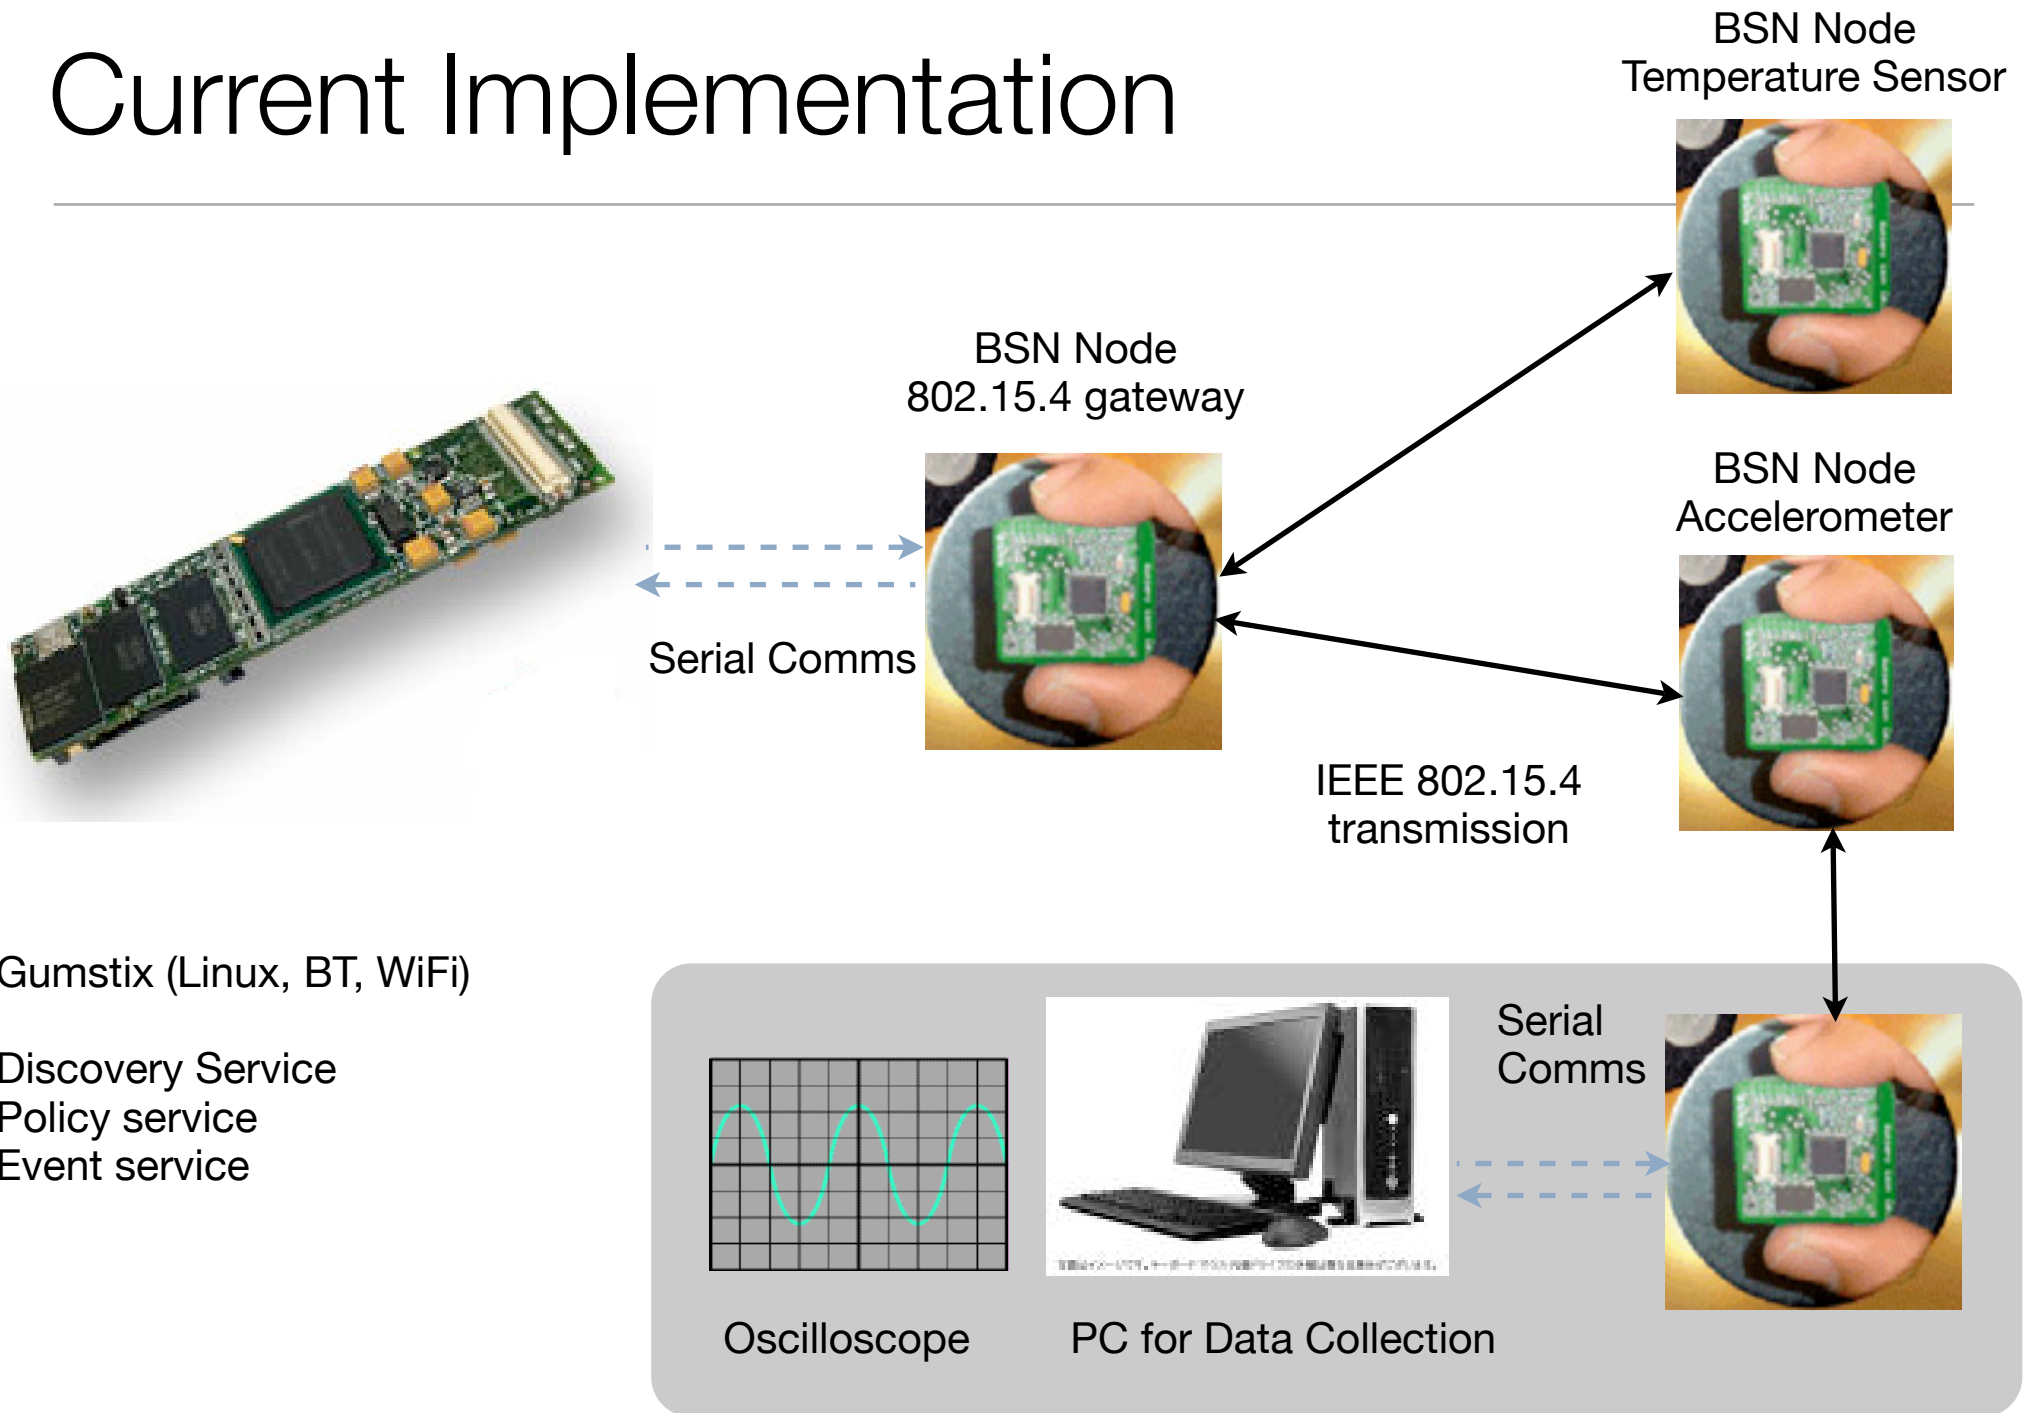 Current Implementation
BSN Node
Temperature Sensor
BSN Node
802.15.4 gateway
BSN Node
Accelerometer
Serial Comms
IEEE 802.15.4
transmission
Gumstix (Linux, BT, WiFi)
Discovery Service
Policy service
Event service
Serial
Comms
Oscilloscope
PC for Data Collection